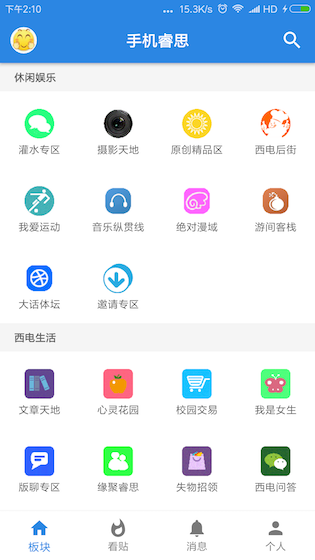 下午2:10 ... 15.3K/s HD
手机睿思
休闲娱乐
灌水专区 摄影天地 原创精品区 西电后街
我爱运动 音乐纵贯线 绝对漫域 游间客栈
大话体坛 邀请专区
西电生活
文章天地 心灵花园 校园交易 我是女生
版聊专区 缘聚睿思 失物招领 西电问答
板块 看贴 消息 个人